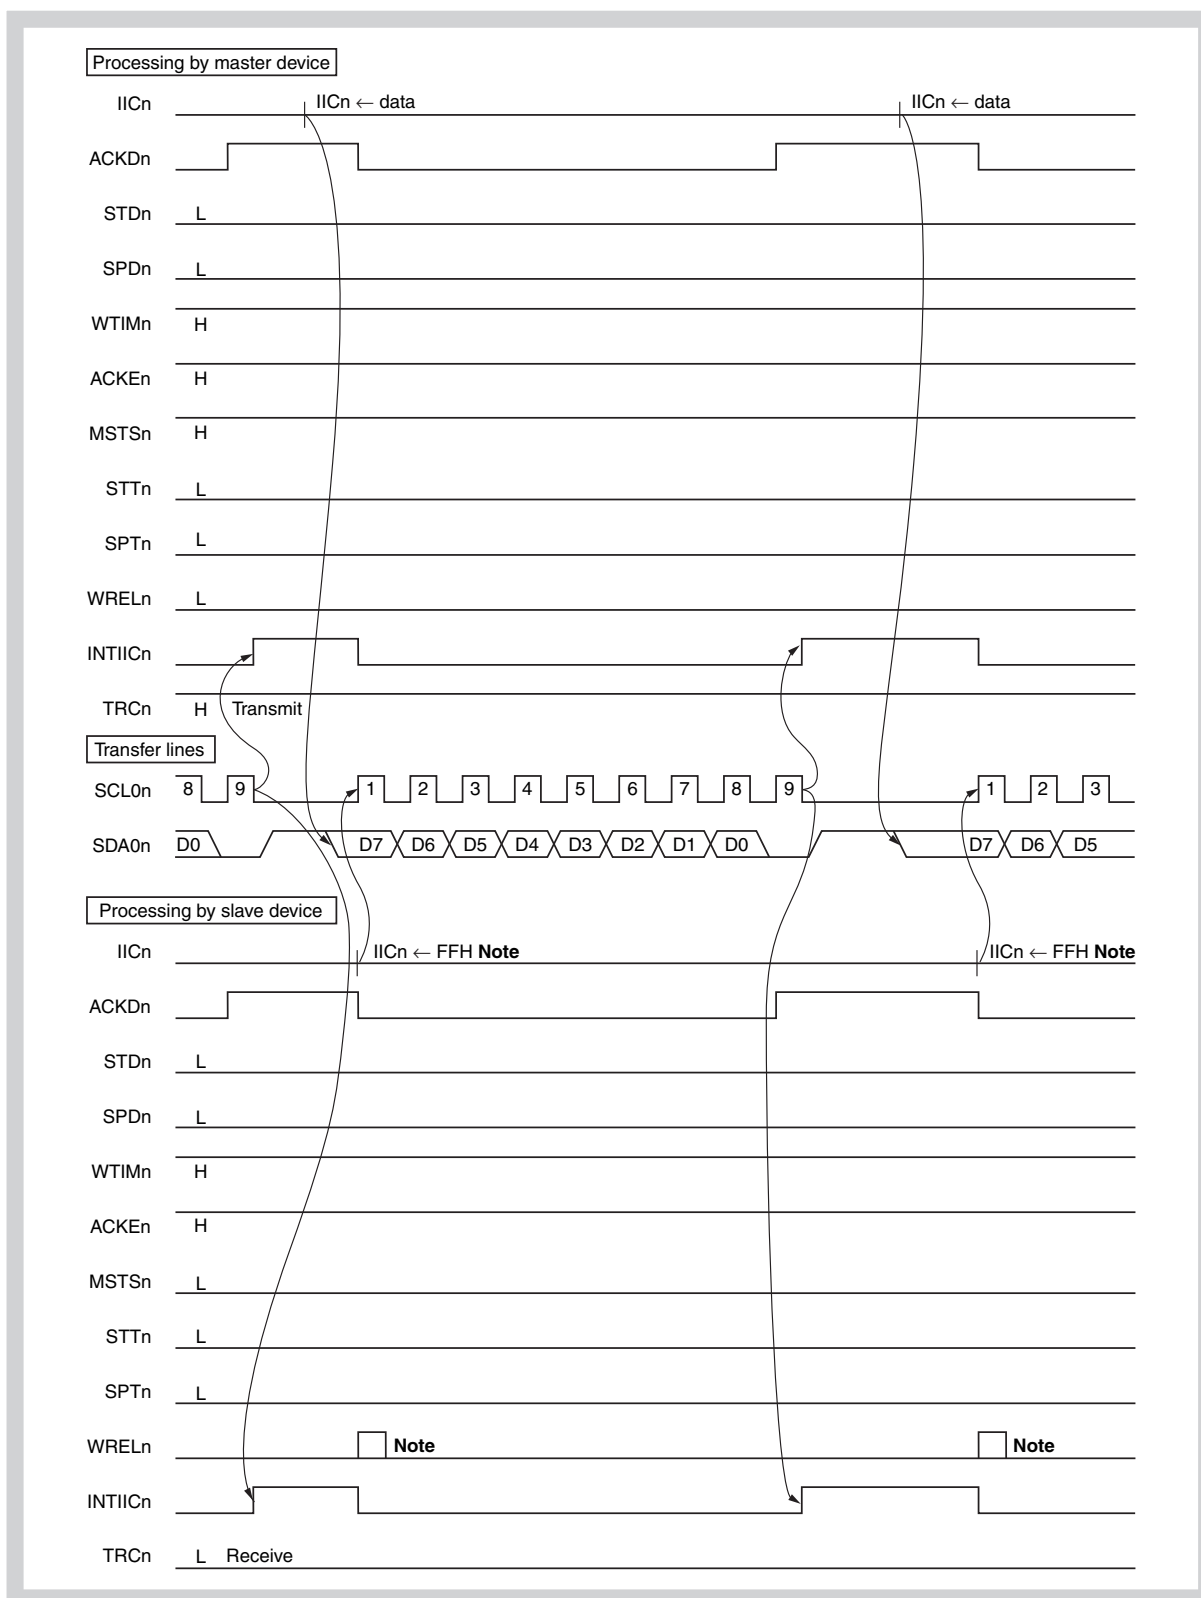 Processing by master device
IICn IICn ← data IICn ← data
ACKDn
STDn L
SPDn L
WTIMn H
ACKEn H
MSTSn H
STTn L
SPTn L
WRELn L
INTIICn
TRCn H Transmit
Transfer lines
SCL0n 8 9 1 2 3 4 5 6 7 8 9 1 2 3
SDA0n D0 D7 D6 D5 D4 D3 D2 D1 D0 D7 D6 D5
Processing by slave device
IICn IICn ← FFH Note IICn ← FFH Note
ACKDn
STDn L
SPDn L
WTIMn H
ACKEn H
MSTSn L
STTn L
SPTn L
WRELn Note Note
INTIICn
TRCn L Receive